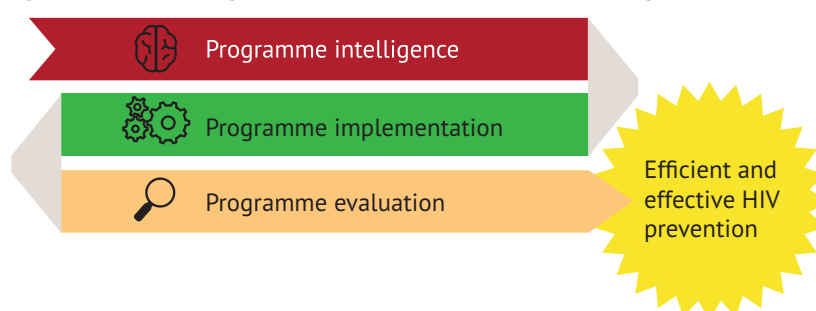 Programme intelligence
Programme implementation
Programme evaluation
Efficient and
effective HIV
prevention